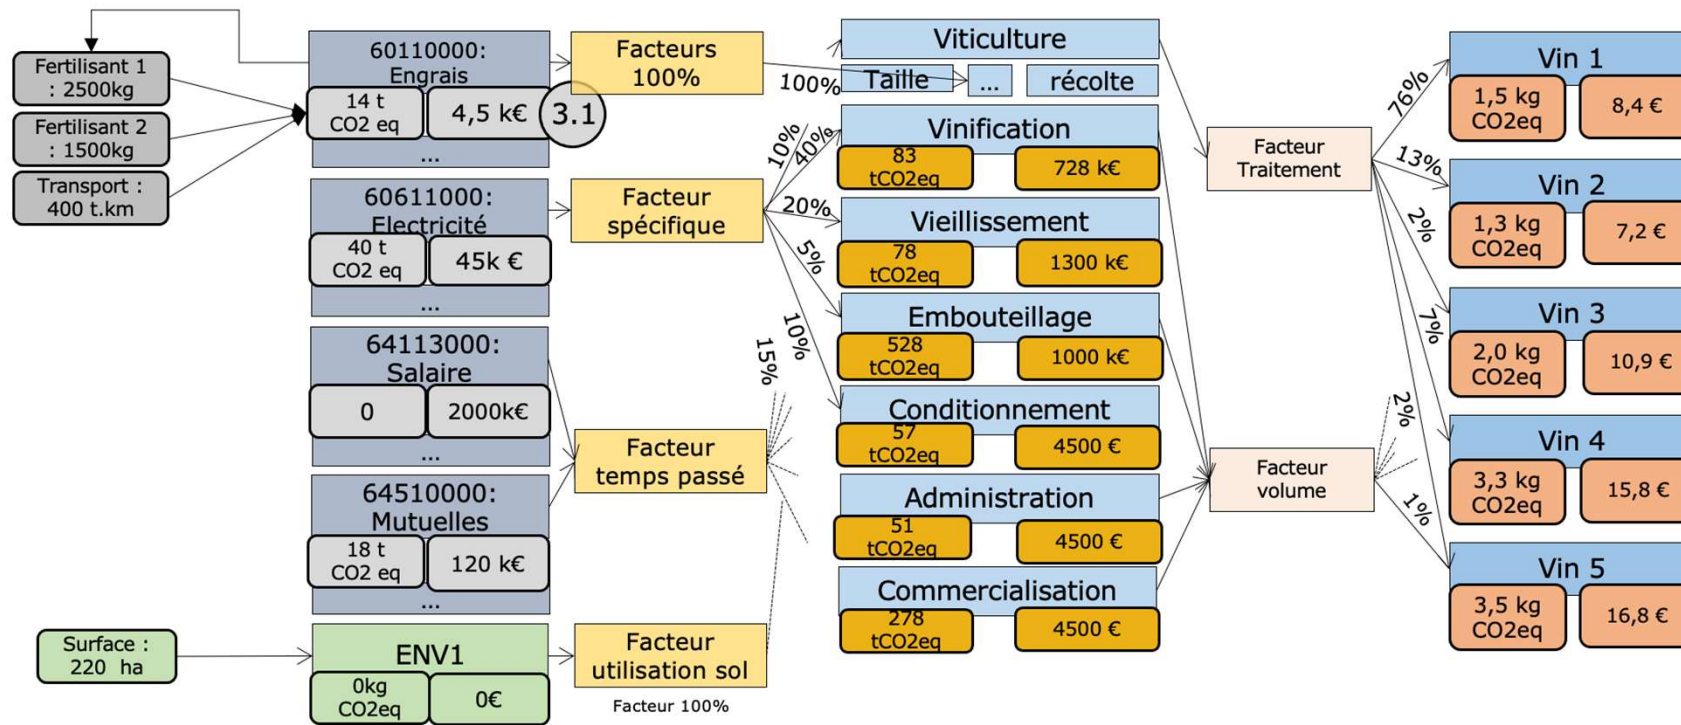 Fertilisant 1
: 2500kg
Fertilisant 2
: 1500kg
Transport :
400 t.km
Surface :
220 ha
60110000:
Engrais
14 t
CO2 eq
4,5 k€
3.1
...
60611000:
Electricité
40 t
CO2 eq
45k €
...
64113000:
Salaire
0
2000k€
...
64510000:
Mutuelles
18 t
CO2 eq
120 k€
...
ENV1
0kg
CO2eq
0€
Facteurs
100%
Facteur
spécifique
Facteur
temps passé
Facteur
utilisation sol
Facteur 100%
100%
10%
40%
20%
5%
10%
15%
Viticulture
Taille
...
récolte
Vinification
83
tCO2eq
728 k€
Vieillissement
78
tCO2eq
1300 k€
Embouteillage
528
tCO2eq
1000 k€
Conditionnement
57
tCO2eq
4500 €
Administration
51
tCO2eq
4500 €
Commercialisation
278
tCO2eq
4500 €
Facteur
Traitement
Facteur
volume
76%
13%
2%
7%
2%
1%
Vin 1
1,5 kg
CO2eq
8,4 €
Vin 2
1,3 kg
CO2eq
7,2 €
Vin 3
2,0 kg
CO2eq
10,9 €
Vin 4
3,3 kg
CO2eq
15,8 €
Vin 5
3,5 kg
CO2eq
16,8 €